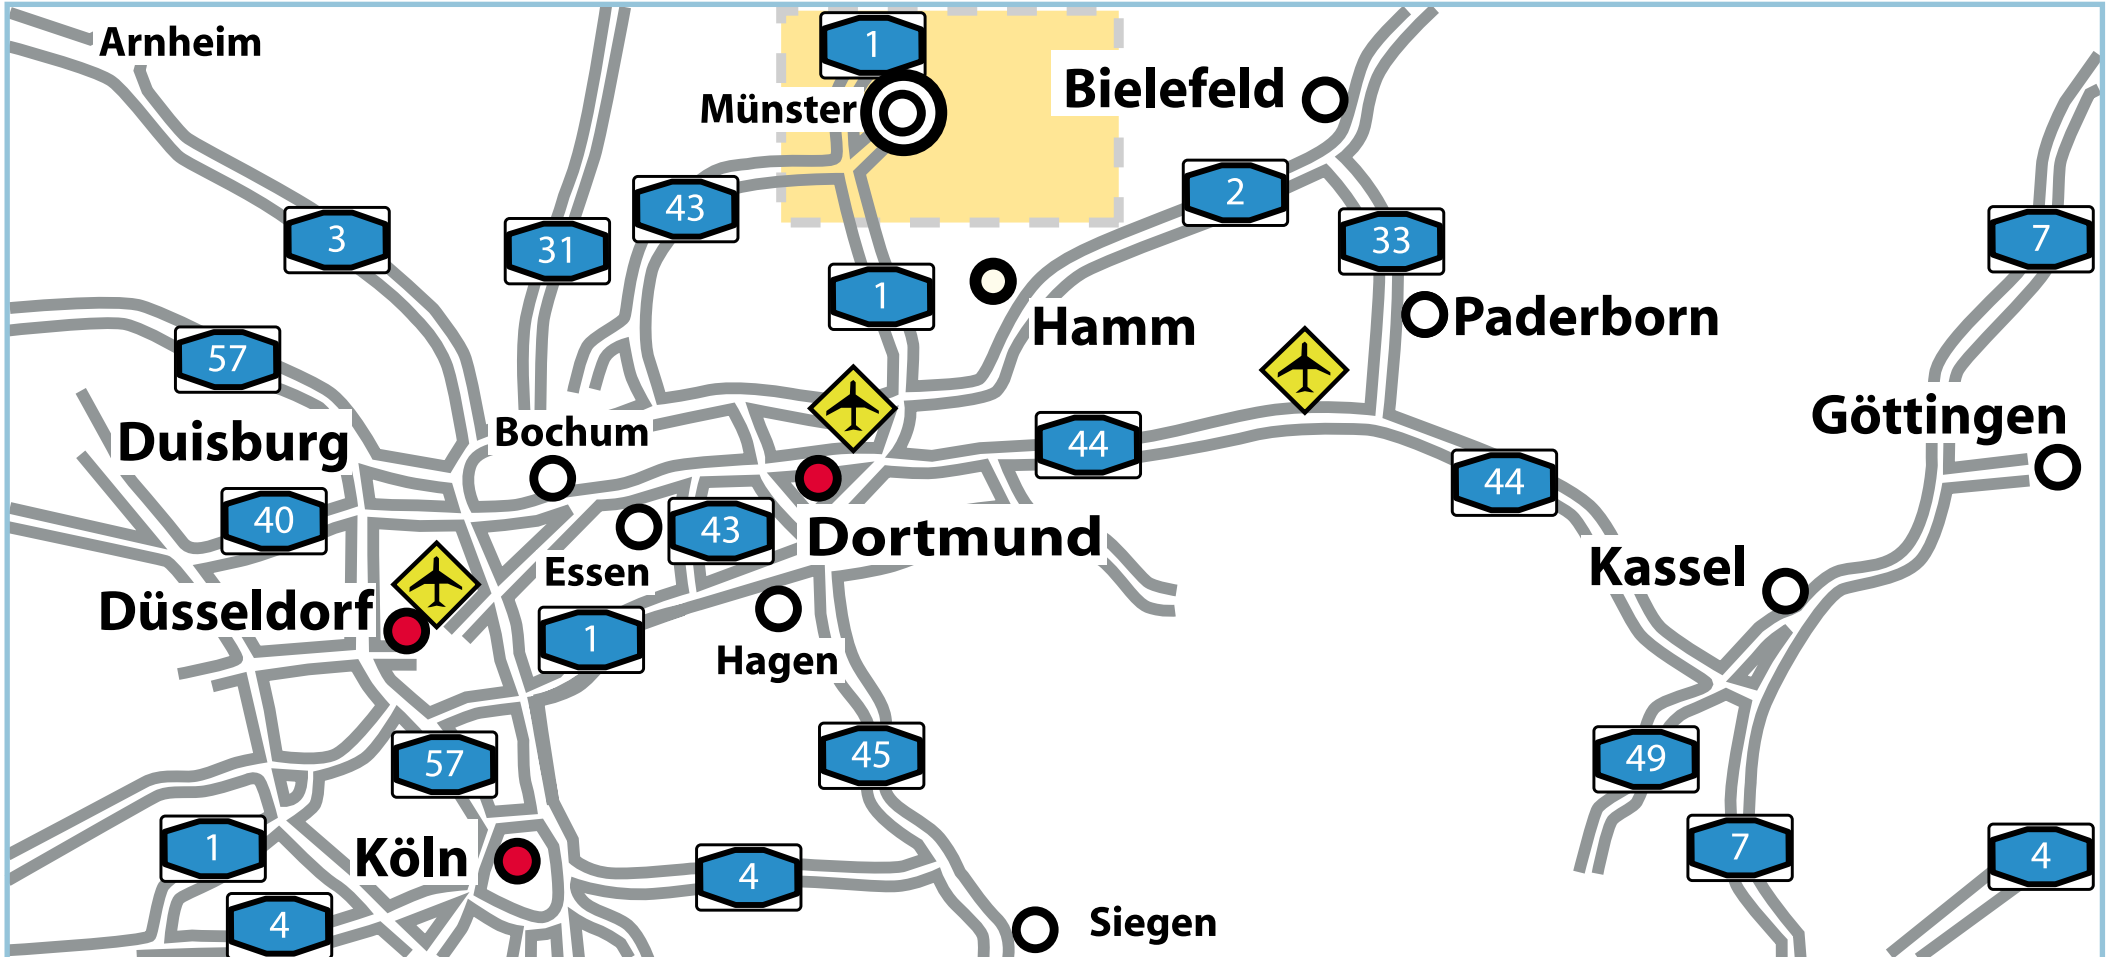 Arnheim
1
Münster
Bielefeld
2
43
3
31
33
7
1
Hamm
Paderborn
57
Göttingen
Duisburg
Bochum
44
44
40
43
Dortmund
Essen
Kassel
Düsseldorf
1
Hagen
57
45
49
1
Köln
4
7
4
4
Siegen